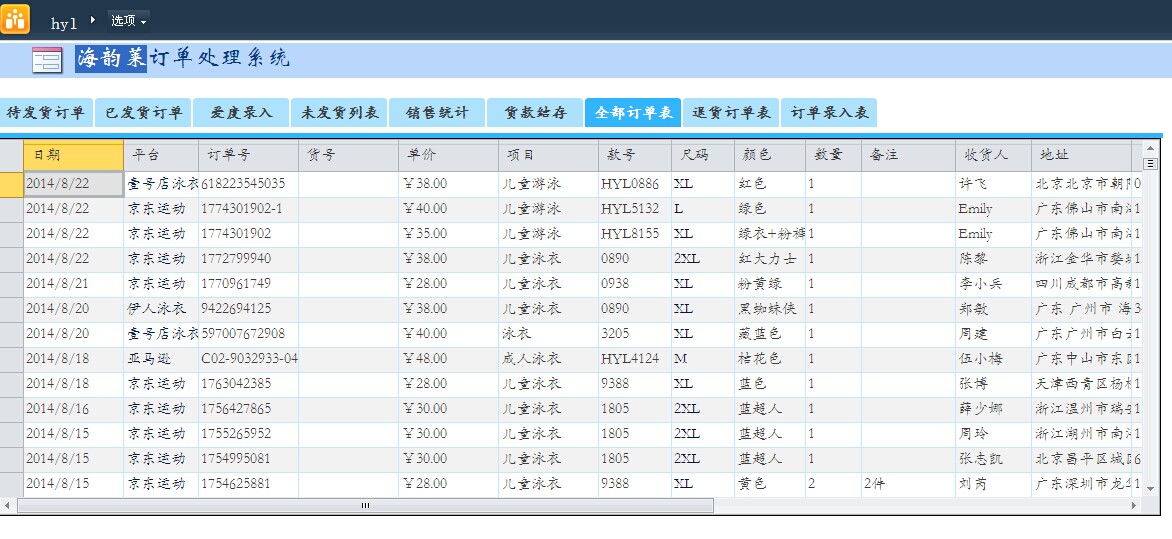 hyl 选项
海韵莱订单处理系统
待发货订单 已发货订单 爱度录入 未发货列表 销售统计 货款结存 全部订单表 退货订单表 订单录入表
日期 平台 订单号 货号 单价 项目 款号 尺码 颜色 数量 备注 收货人 地址
2014/8/22 壹号店泳衣 618223545035 ￥38.00 儿童游泳 HYL0886 XL 红色 1 许飞 北京北京市朝
2014/8/22 京东运动 1774301902-1 ￥40.00 儿童游泳 HYL5132 L 绿色 1 Emily 广东佛山市南
2014/8/22 京东运动 1774301902 ￥35.00 儿童游泳 HYL8155 XL 绿衣+粉裤 1 Emily 广东佛山市南
2014/8/22 京东运动 1772799940 ￥38.00 儿童泳衣 0890 2XL 红大力士 1 陈黎 浙江金华市婺
2014/8/21 京东运动 1770961749 ￥28.00 儿童泳衣 0938 XL 粉黄绿 1 李小兵 四川成都市高
2014/8/20 伊人泳衣 9422694125 ￥38.00 儿童泳衣 0890 XL 黑蜘蛛侠 1 郑敏 广东 广州市 海
2014/8/20 壹号店泳衣 597007672908 ￥40.00 泳衣 3205 XL 藏蓝色 1 周建 广东广州市白云
2014/8/18 亚马逊 C02-9032933-04 ￥48.00 成人泳衣 HYL4124 M 桔花色 1 伍小梅 广东中山市东区
2014/8/18 京东运动 1763042385 ￥28.00 儿童泳衣 9388 XL 蓝色 1 张博 天津西青区杨
2014/8/16 京东运动 1756427865 ￥30.00 儿童泳衣 1805 2XL 蓝超人 1 薛少娜 浙江温州市瑞安
2014/8/15 京东运动 1755265952 ￥30.00 儿童泳衣 1805 2XL 蓝超人 1 周玲 浙江湖州市南
2014/8/15 京东运动 1754995081 ￥30.00 儿童泳衣 1805 2XL 蓝超人 1 张志凯 北京昌平区城区
2014/8/15 京东运动 1754625881 ￥28.00 儿童泳衣 9388 XL 黄色 2 2件 刘芮 广东深圳市龙